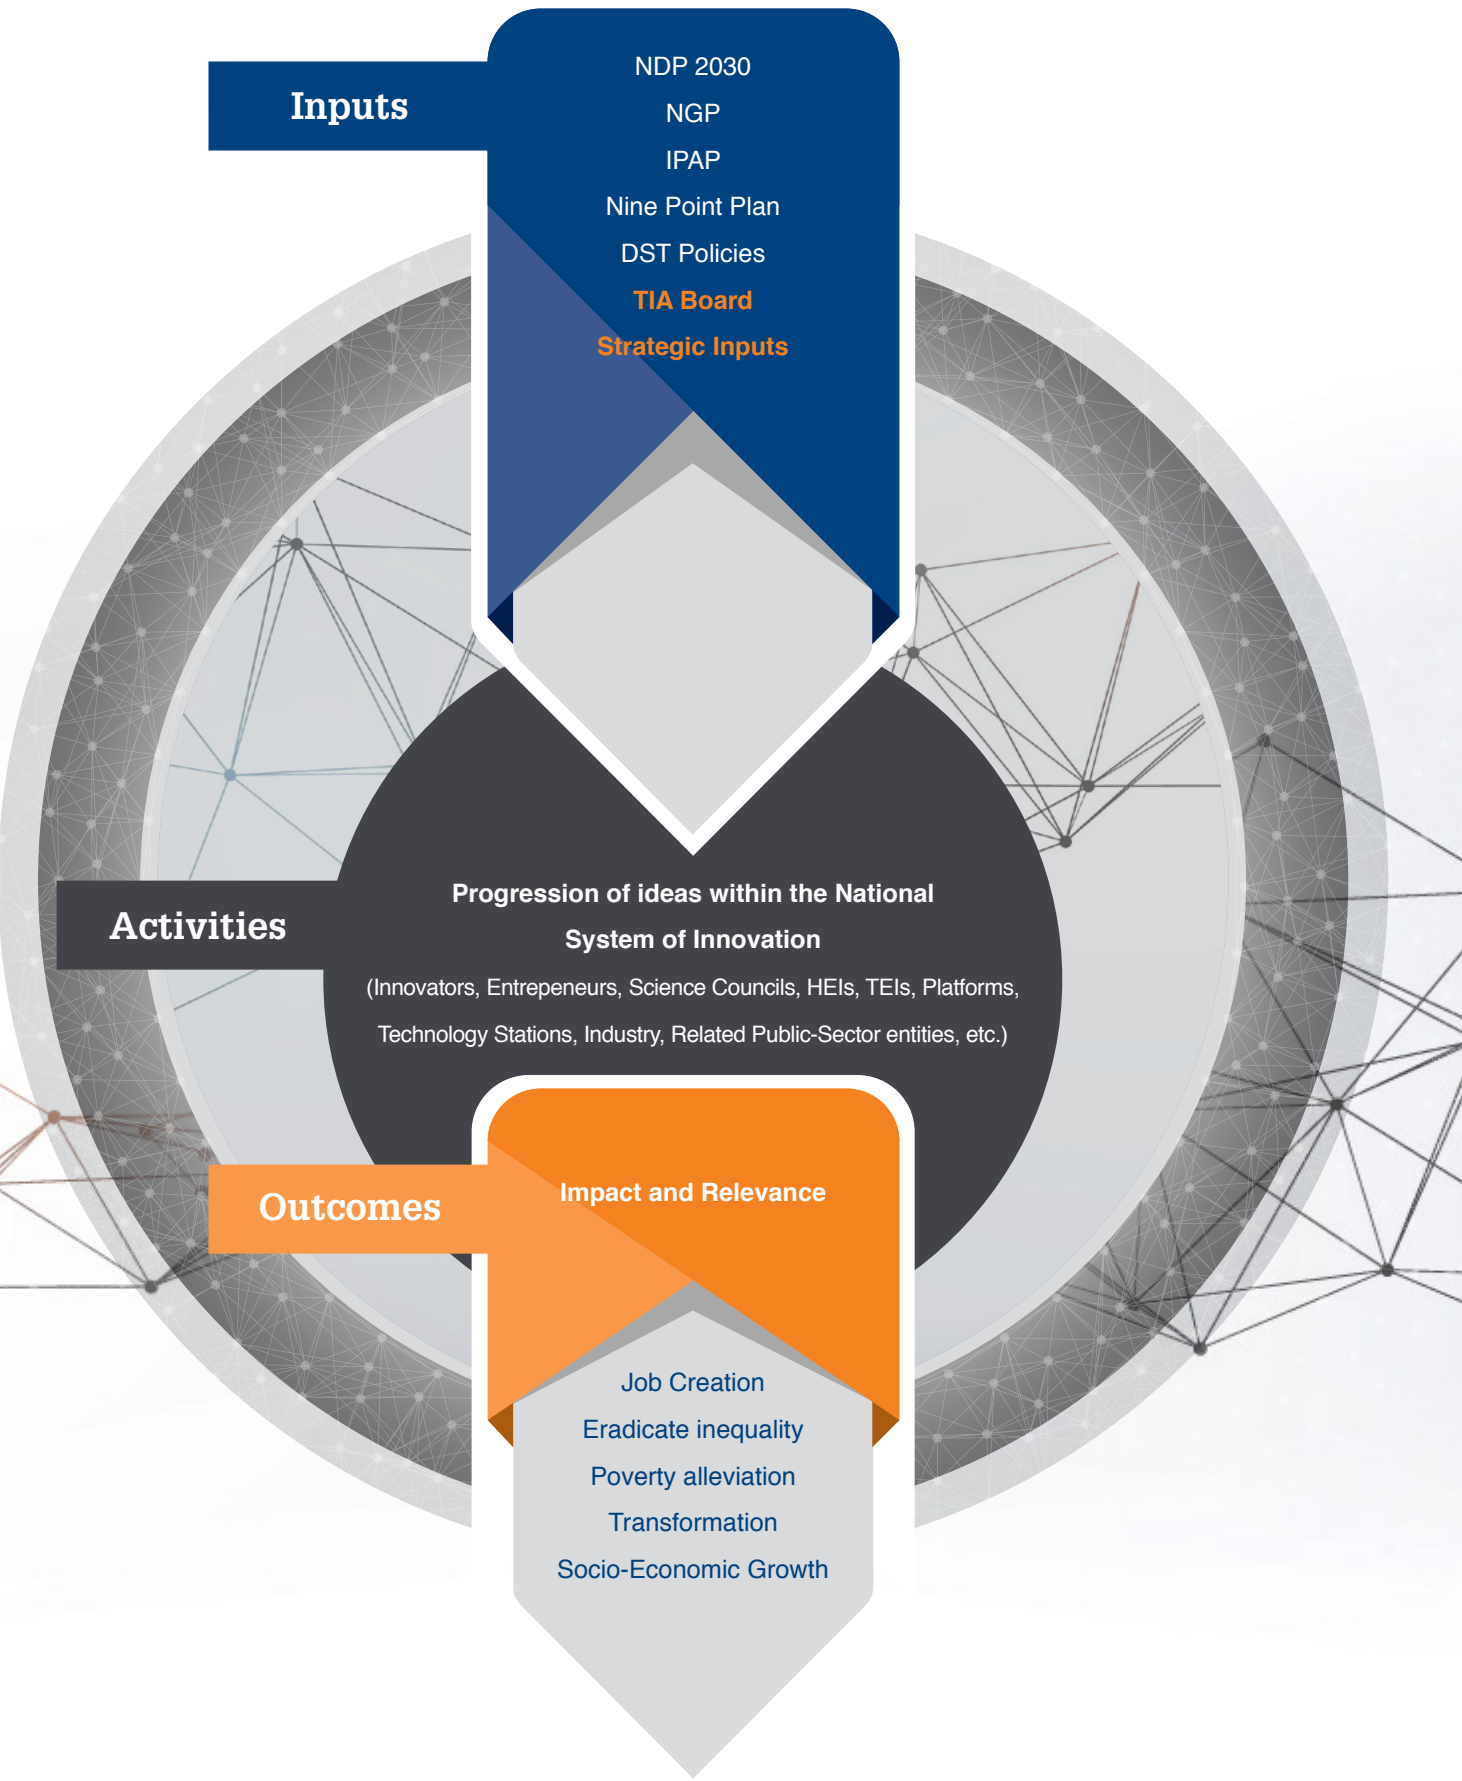 Inputs
NDP 2030
NGP
IPAP
Nine Point Plan
DST Policies
TIA Board
Strategic Inputs
Activities
Progression of ideas within the National
System of Innovation
(Innovators, Entrepeneurs, Science Councils, HEIs, TEIs, Platforms,
Technology Stations, Industry, Related Public-Sector entities, etc.)
Outcomes
Impact and Relevance
Job Creation
Eradicate inequality
Poverty alleviation
Transformation
Socio-Economic Growth